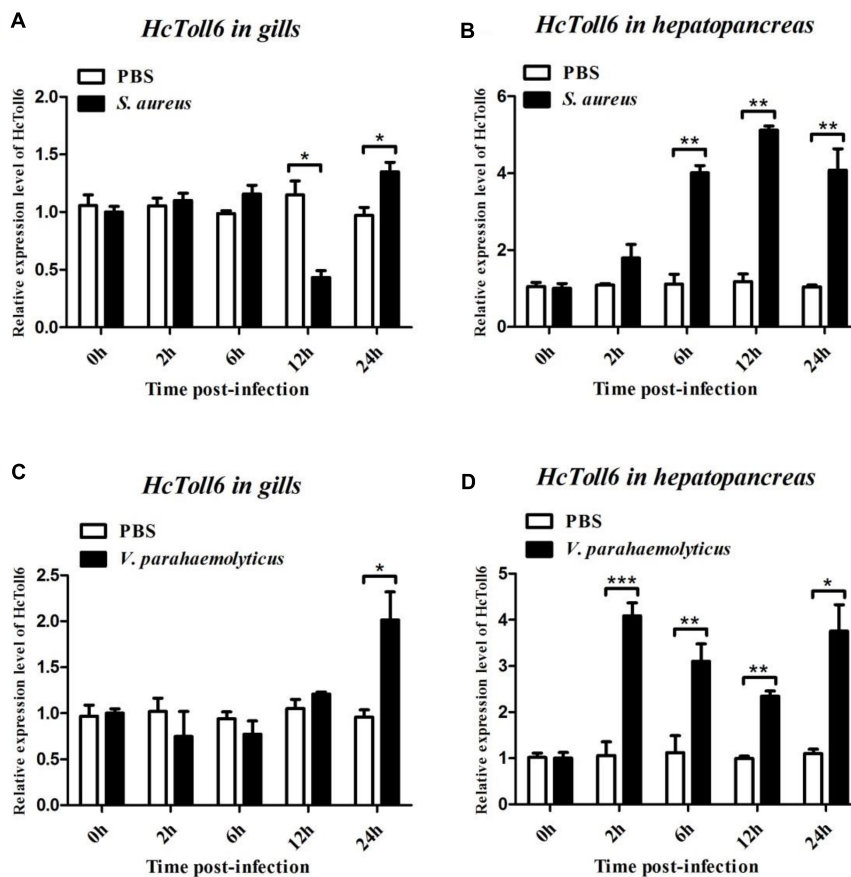 A
HcToll6 in gills
PBS
S. aureus
Relative expression level of HcToll6
2.0
1.5
1.0
0.5
0.0
*
*
0h
2h
6h
12h
24h
Time post-infection
B
HcToll6 in hepatopancreas
PBS
S. aureus
Relative expression level of HcToll6
6
4
2
0
**
**
**
0h
2h
6h
12h
24h
Time post-infection
C
HcToll6 in gills
PBS
V. parahaemolyticus
Relative expression level of HcToll6
2.5
2.0
1.5
1.0
0.5
0.0
*
0h
2h
6h
12h
24h
Time post-infection
D
HcToll6 in hepatopancreas
PBS
V. parahaemolyticus
Relative expression level of HcToll6
5
4
3
2
1
0
***
**
**
*
0h
2h
6h
12h
24h
Time post-infection